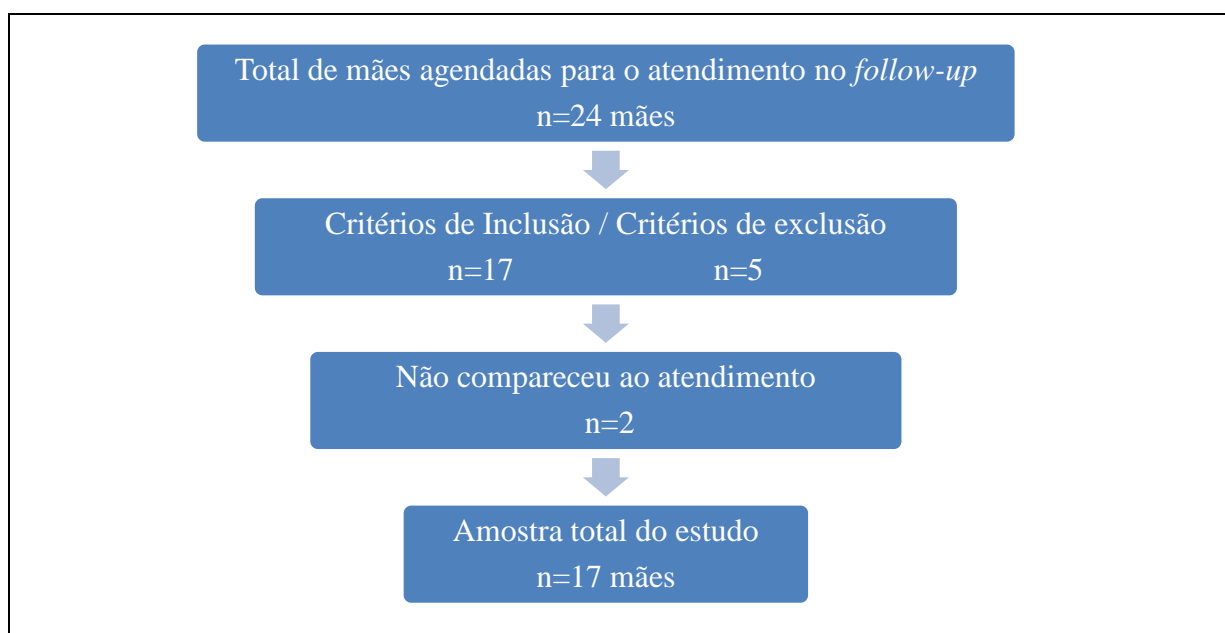 Total de mães agendadas para o atendimento no follow-up
n=24 mães
Critérios de Inclusão / Critérios de exclusão
n=17 n=5
Não compareceu ao atendimento
n=2
Amostra total do estudo
n=17 mães